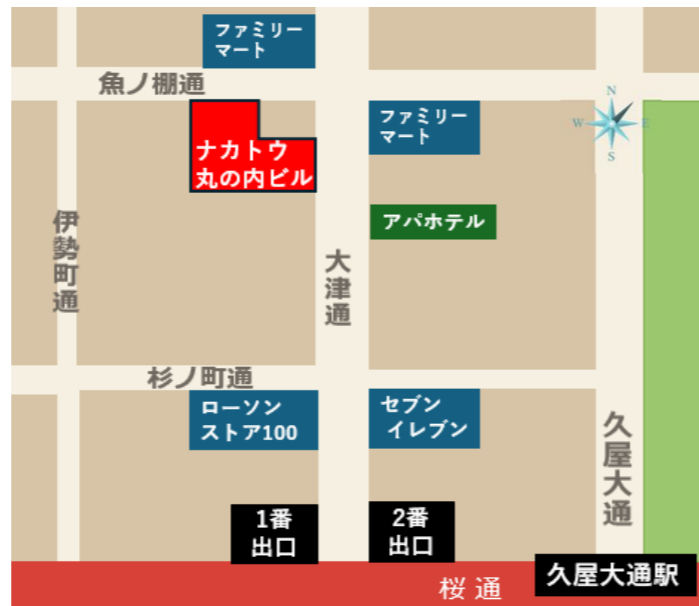 ファミリー
マート
魚ノ棚通
N
W
E
S
ファミリー
マート
ナカトウ
丸の内ビル
アパホテル
伊勢町通
大津通
杉ノ町通
ローソン
ストア100
セブン
イレブン
久屋大通
1番
出口
2番
出口
久屋大通駅
桜通